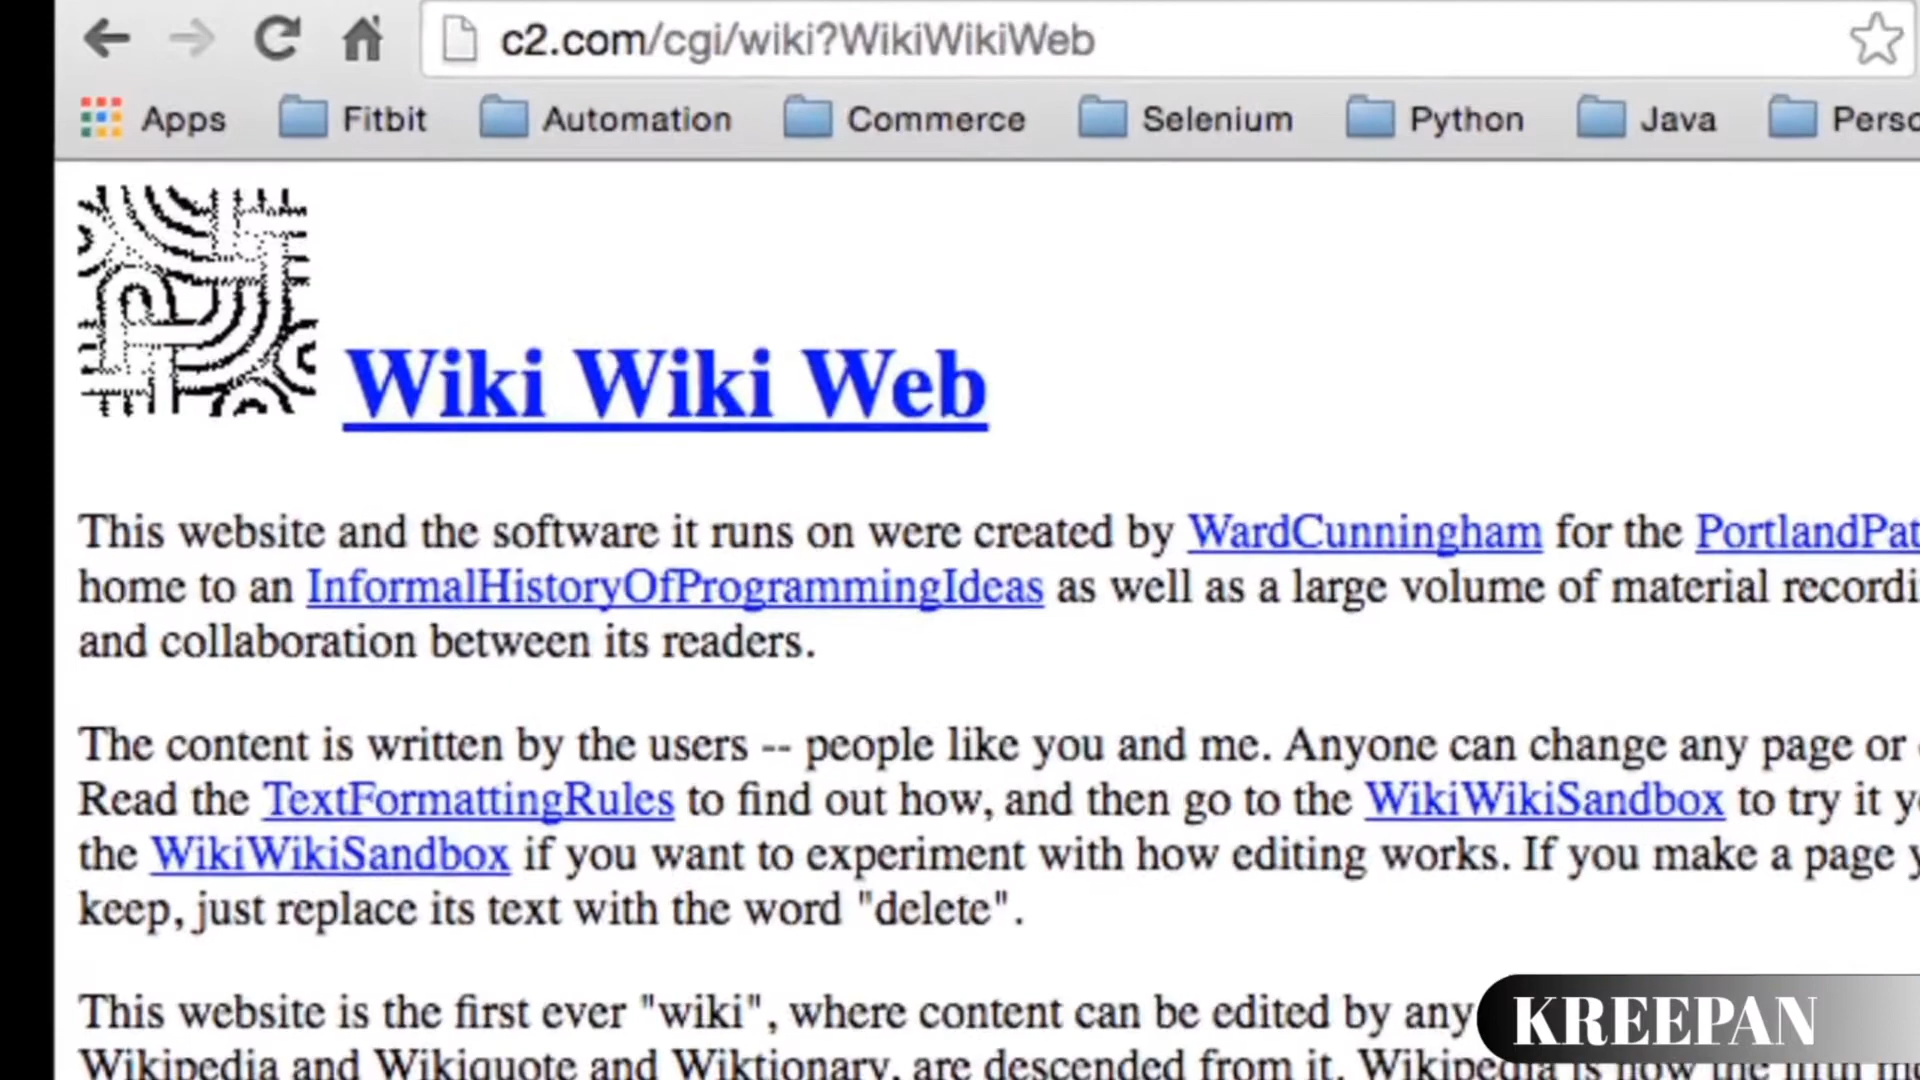 c2.com/cgi/wiki?WikiWikiWeb
Apps Fitbit Automation Commerce Selenium Python Java Perso
Wiki Wiki Web
This website and the software it runs on were created by WardCunningham for the PortlandPat
home to an InformalHistoryOfProgrammingIdeas as well as a large volume of material recordi
and collaboration between its readers.
The content is written by the users -- people like you and me. Anyone can change any page or
Read the TextFormattingRules to find out how, and then go to the WikiWikiSandbox to try it yo
the WikiWikiSandbox if you want to experiment with how editing works. If you make a page y
keep, just replace its text with the word "delete".
This website is the first ever "wiki", where content can be edited by any
Wikipedia and Wikiquote and Wiktionary, are descended from it. Wikipedia is now the fifth
KREEPAN